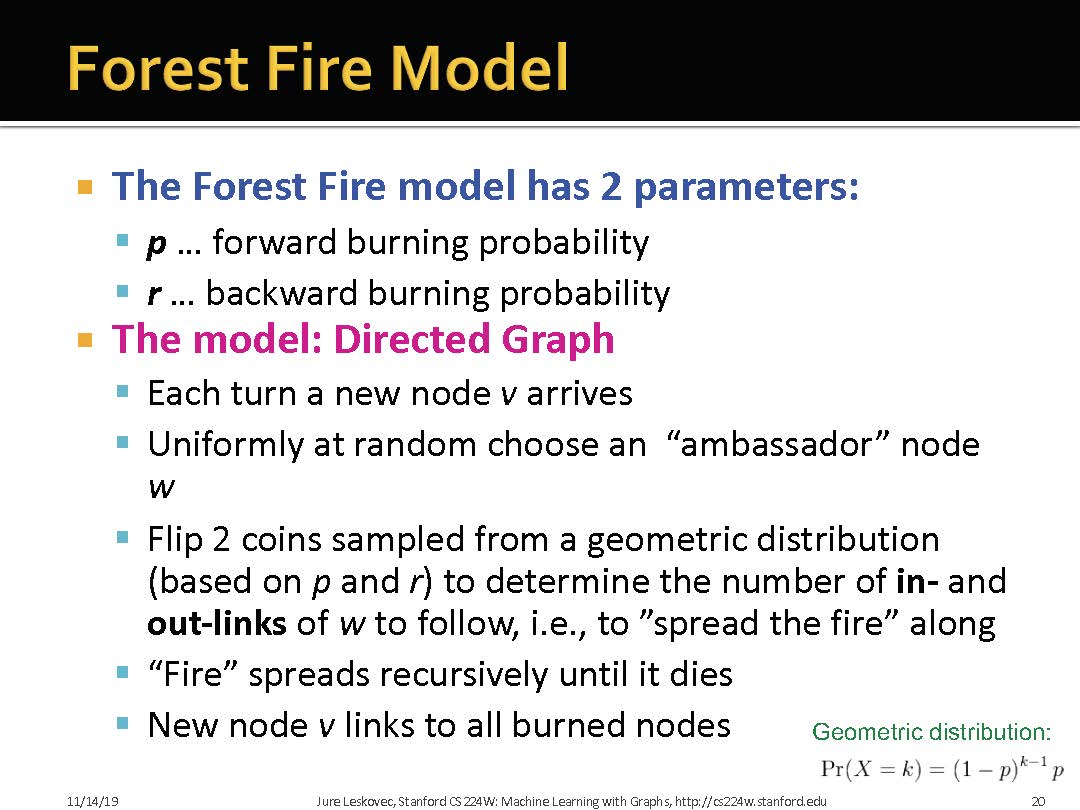 Forest Fire Model
The Forest Fire model has 2 parameters:
p … forward burning probability
r … backward burning probability
The model: Directed Graph
Each turn a new node v arrives
Uniformly at random choose an “ambassador” node
w
Flip 2 coins sampled from a geometric distribution
(based on p and r) to determine the number of in- and
out-links of w to follow, i.e., to ”spread the fire” along
“Fire” spreads recursively until it dies
New node v links to all burned nodes
Geometric distribution:
Pr(X = k) = (1 − p)^{k−1} p
11/14/19
Jure Leskovec, Stanford CS224W: Machine Learning with Graphs, http://cs224w.stanford.edu
20